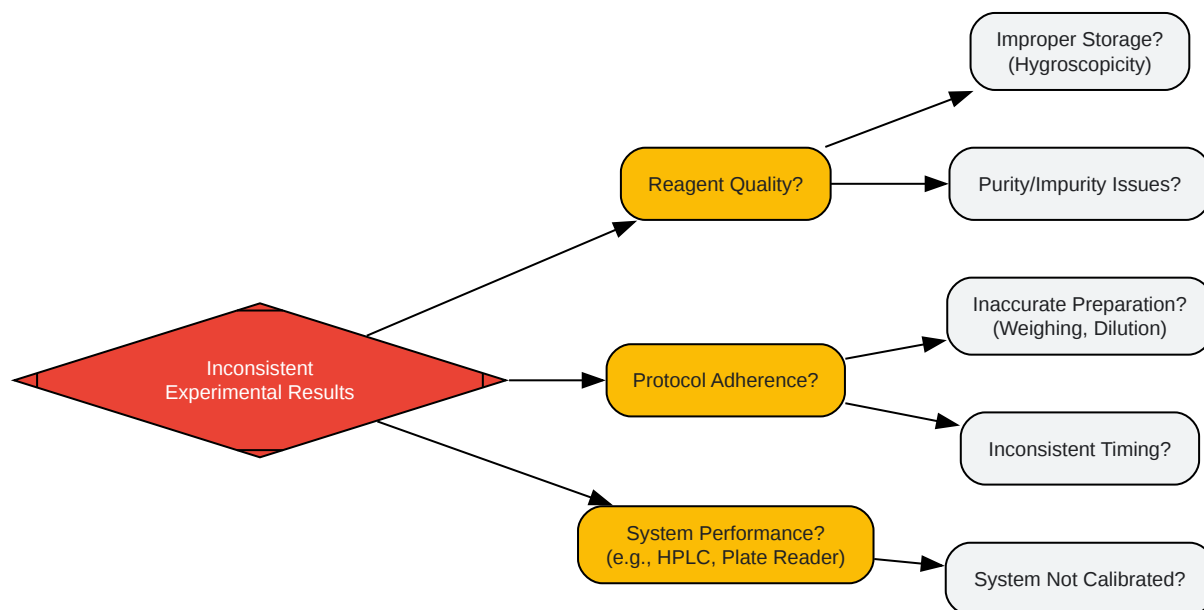 Improper Storage?
(Hygroscopicity)
Reagent Quality?
Purity/Impurity Issues?
Inaccurate Preparation?
(Weighing, Dilution)
Inconsistent
Experimental Results
Protocol Adherence?
Inconsistent Timing?
System Performance?
(e.g., HPLC, Plate Reader)
System Not Calibrated?